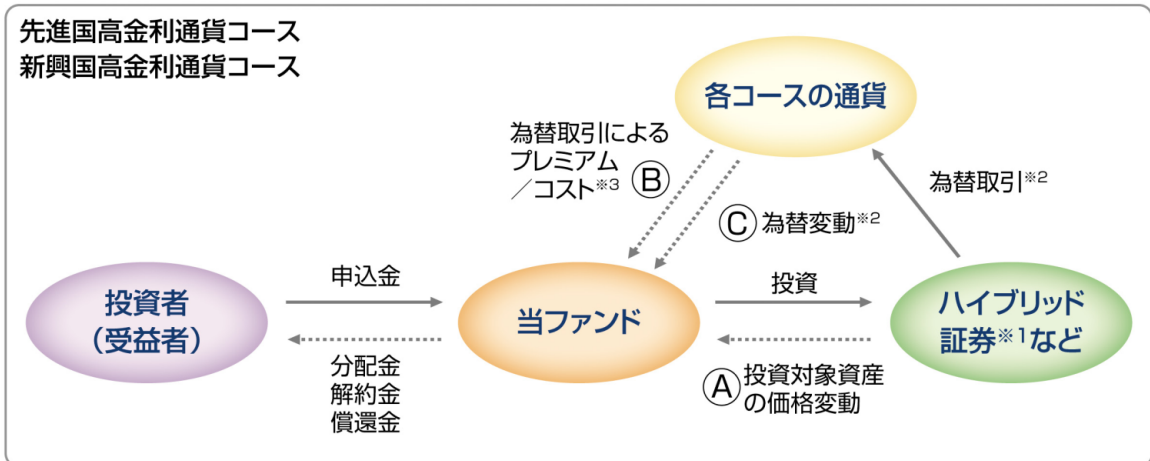 先進国高金利通貨コース
新興国高金利通貨コース
各コースの通貨
為替取引による
プレミアム
／コスト※3
Ⓑ
為替取引※2
Ⓒ 為替変動※2
投資者
（受益者）
申込金
分配金
解約金
償還金
当ファンド
投資
Ⓐ 投資対象資産
の価格変動
ハイブリッド
証券※1など